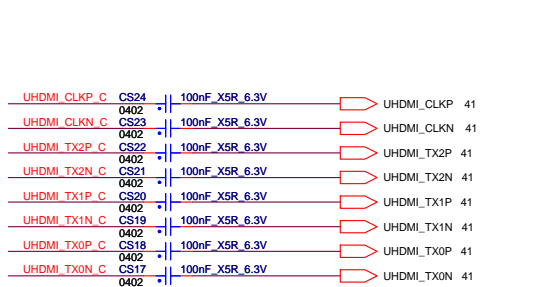 UHDMI_CLKP_C CS24 100nF_X5R_6.3V
0402 UHDMI_CLKP 41
UHDMI_CLKN_C CS23 100nF_X5R_6.3V
0402 UHDMI_CLKN 41
UHDMI_TX2P_C CS22 100nF_X5R_6.3V
0402 UHDMI_TX2P 41
UHDMI_TX2N_C CS21 100nF_X5R_6.3V
0402 UHDMI_TX2N 41
UHDMI_TX1P_C CS20 100nF_X5R_6.3V
0402 UHDMI_TX1P 41
UHDMI_TX1N_C CS19 100nF_X5R_6.3V
0402 UHDMI_TX1N 41
UHDMI_TX0P_C CS18 100nF_X5R_6.3V
0402 UHDMI_TX0P 41
UHDMI_TX0N_C CS17 100nF_X5R_6.3V
0402 UHDMI_TX0N 41